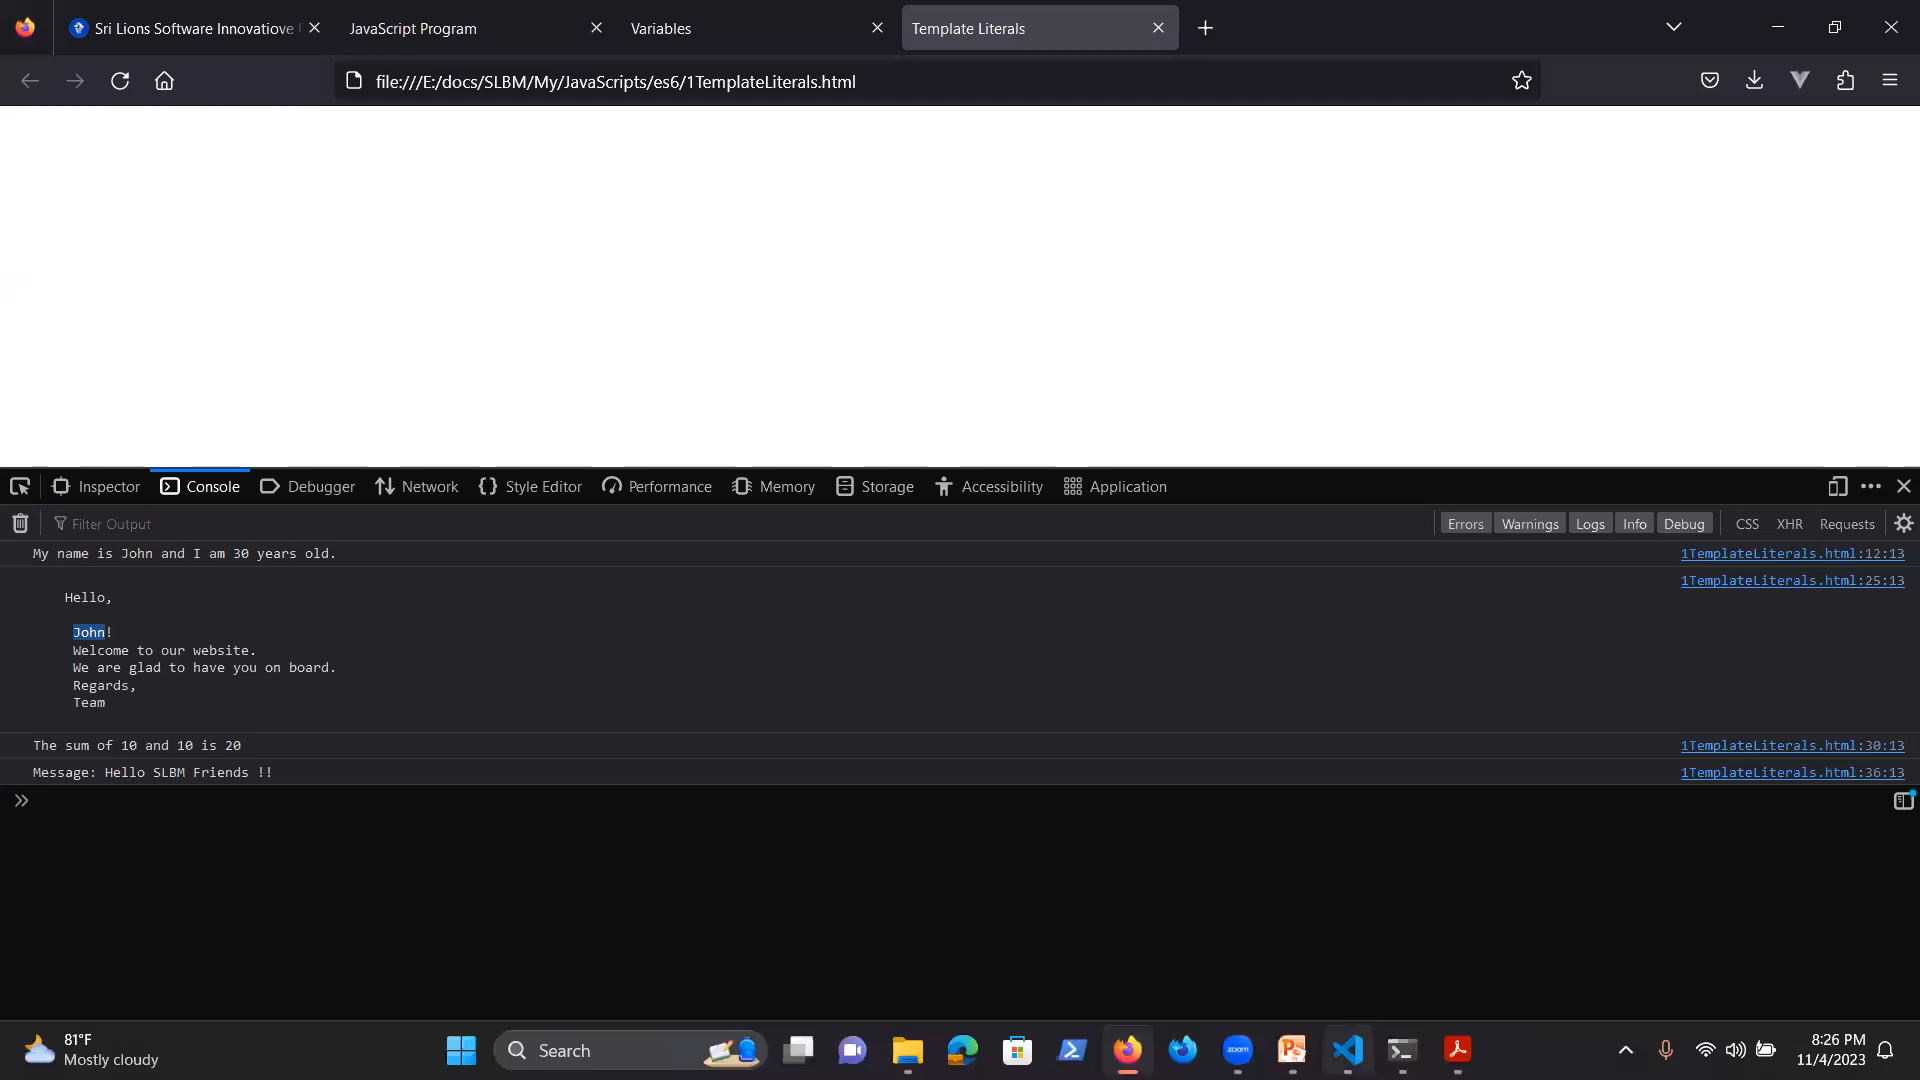 Sri Lions Software Innovatiove
JavaScript Program
Variables
Template Literals
file:///E:/docs/SLBM/My/JavaScripts/es6/1TemplateLiterals.html
Inspector Console Debugger Network Style Editor Performance Memory Storage Accessibility Application
Filter Output Errors Warnings Logs Info Debug CSS XHR Requests
My name is John and I am 30 years old. 1TemplateLiterals.html:12:13
1TemplateLiterals.html:25:13
Hello,
John!
Welcome to our website.
We are glad to have you on board.
Regards,
Team
The sum of 10 and 10 is 20 1TemplateLiterals.html:30:13
Message: Hello SLBM Friends !! 1TemplateLiterals.html:36:13
81°F
Mostly cloudy
Search
zoom
8:26 PM
11/4/2023